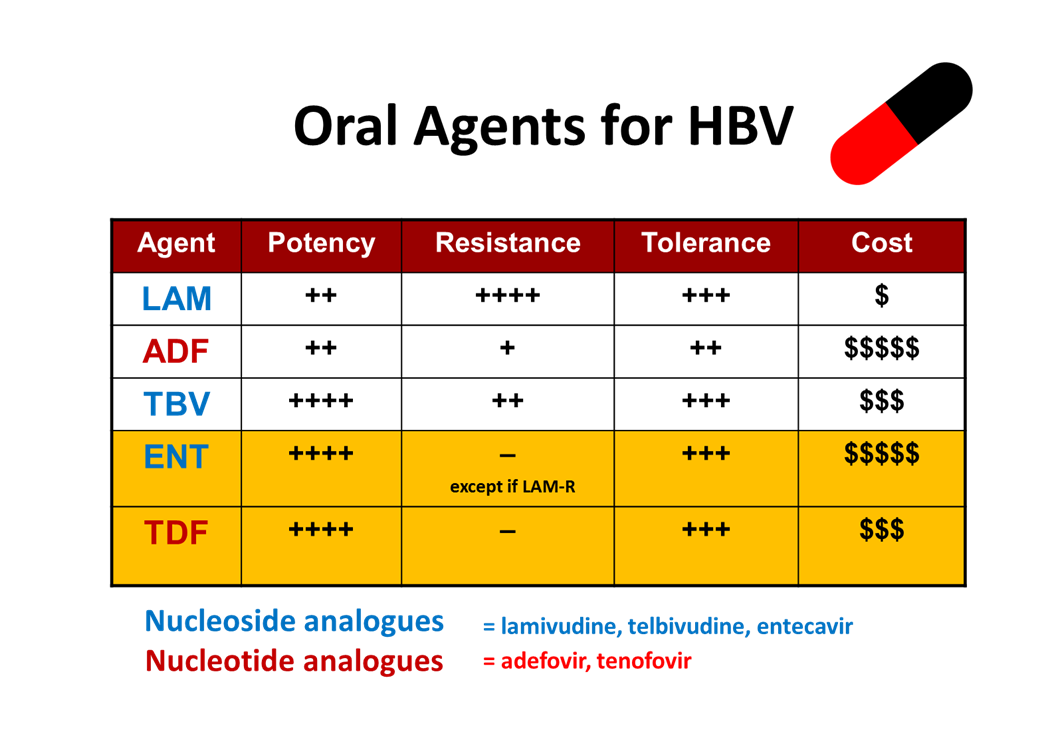 Oral Agents for HBV
Agent Potency Resistance Tolerance Cost
LAM ++ ++++ +++ $
ADF ++ + ++ $$$$$
TBV ++++ ++ +++ $$$
ENT ++++ – +++ $$$$$
except if LAM-R
TDF ++++ – +++ $$$
Nucleoside analogues = lamivudine, telbivudine, entecavir
Nucleotide analogues = adefovir, tenofovir